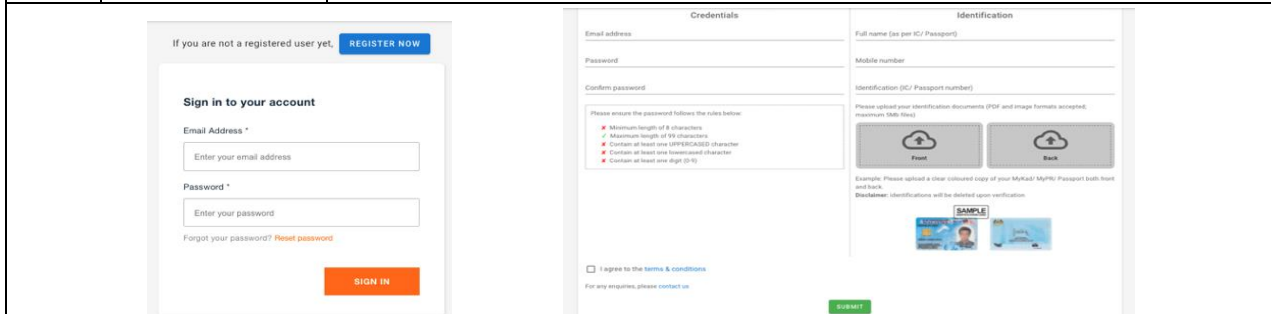 If you are not a registered user yet, REGISTER NOW
Sign in to your account
Email Address *
Enter your email address
Password *
Enter your password
Forgot your password? Reset password
SIGN IN
Credentials
Email address
Password
Confirm password
Please ensure the password follows the rules below:
✘ Minimum length of 8 characters
✓ Maximum length of 99 characters
✘ Contain at least one UPPERCASED character
✘ Contain at least one lowercased character
✘ Contain at least one digit (0-9)
Identification
Full name (as per IC/ Passport)
Mobile number
Identification (IC/ Passport number)
Please upload your identification documents (PDF and image formats accepted;
maximum 5Mb files)
Front
Back
Example: Please upload a clear coloured copy of your MyKad/ MyPR/ Passport both front
and back.
Disclaimer: identifications will be deleted upon verification
SAMPLE
I agree to the terms & conditions
For any enquiries, please contact us
SUBMIT